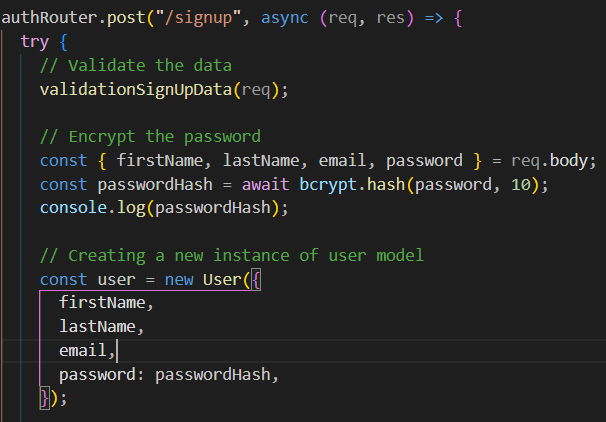 authRouter.post("/signup", async (req, res) => {
  try {
    // Validate the data
    validationSignUpData(req);

    // Encrypt the password
    const { firstName, lastName, email, password } = req.body;
    const passwordHash = await bcrypt.hash(password, 10);
    console.log(passwordHash);

    // Creating a new instance of user model
    const user = new User({
      firstName,
      lastName,
      email,
      password: passwordHash,
    });